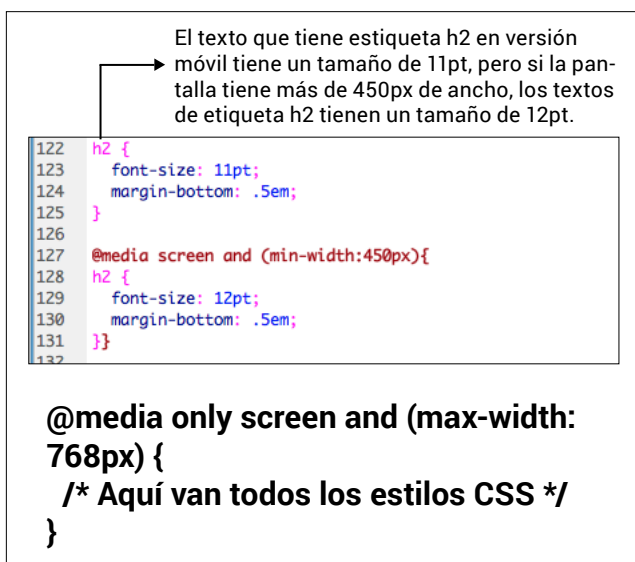 El texto que tiene estiqueta h2 en versión
móvil tiene un tamaño de 11pt, pero si la pan-
talla tiene más de 450px de ancho, los textos
de etiqueta h2 tienen un tamaño de 12pt.
122 h2 {
123 font-size: 11pt;
124 margin-bottom: .5em;
125 }
126
127 @media screen and (min-width:450px){
128 h2 {
129 font-size: 12pt;
130 margin-bottom: .5em;
131 }}
132
@media only screen and (max-width:
768px) {
/* Aquí van todos los estilos CSS */
}